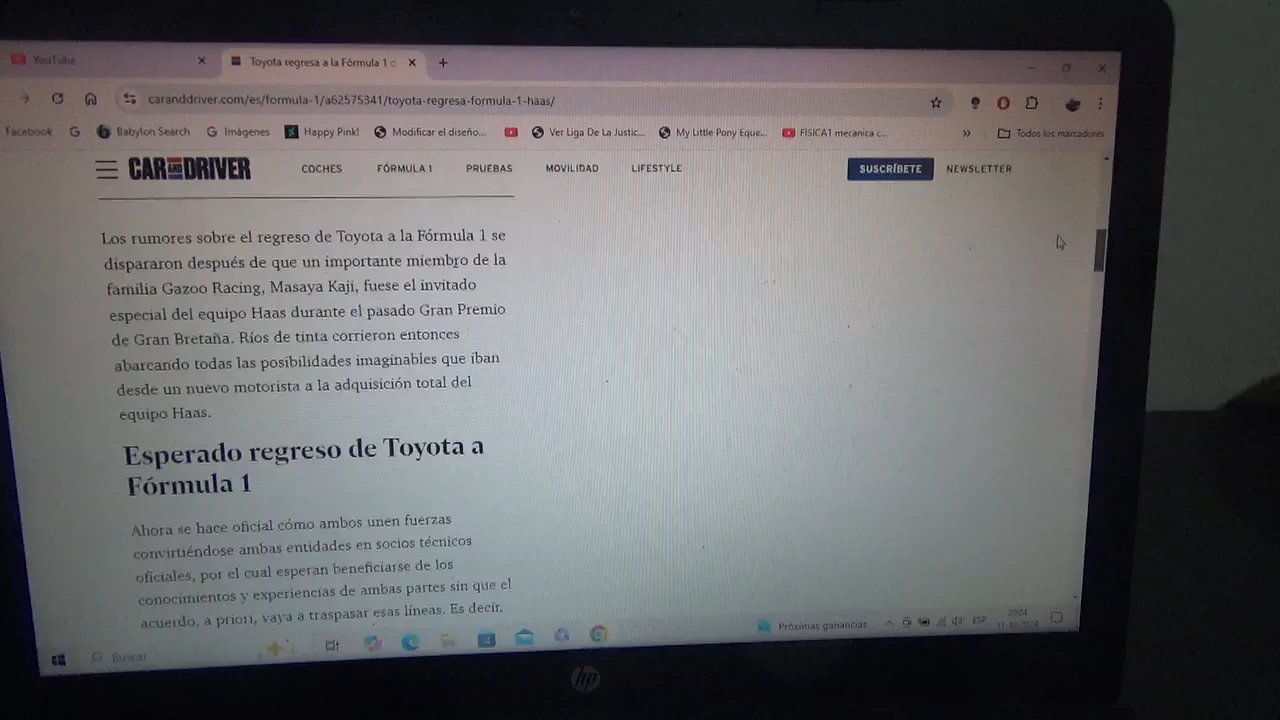 YouTube
Toyota regresa a la Fórmula 1 c
caranddriver.com/es/formula-1/a62575341/toyota-regresa-formula-1-haas/
Facebook Babylon Search Imágenes Happy Pink! Modificar el diseño... Ver Liga De La Justic... My Little Pony Eque... FISICA1 mecanica c... » Todos los marcadores
CAR AND DRIVER COCHES FÓRMULA 1 PRUEBAS MOVILIDAD LIFESTYLE SUSCRÍBETE NEWSLETTER
Los rumores sobre el regreso de Toyota a la Fórmula 1 se
dispararon después de que un importante miembro de la
familia Gazoo Racing, Masaya Kaji, fuese el invitado
especial del equipo Haas durante el pasado Gran Premio
de Gran Bretaña. Ríos de tinta corrieron entonces
abarcando todas las posibilidades imaginables que iban
desde un nuevo motorista a la adquisición total del
equipo Haas.
Esperado regreso de Toyota a
Fórmula 1
Ahora se hace oficial cómo ambos unen fuerzas
convirtiéndose ambas entidades en socios técnicos
oficiales, por el cual esperan beneficiarse de los
conocimientos y experiencias de ambas partes sin que el
acuerdo, a priori, vaya a traspasar esas líneas. Es decir,
Buscar Próximas ganancias ESP 20:04
11-10-2024
hp